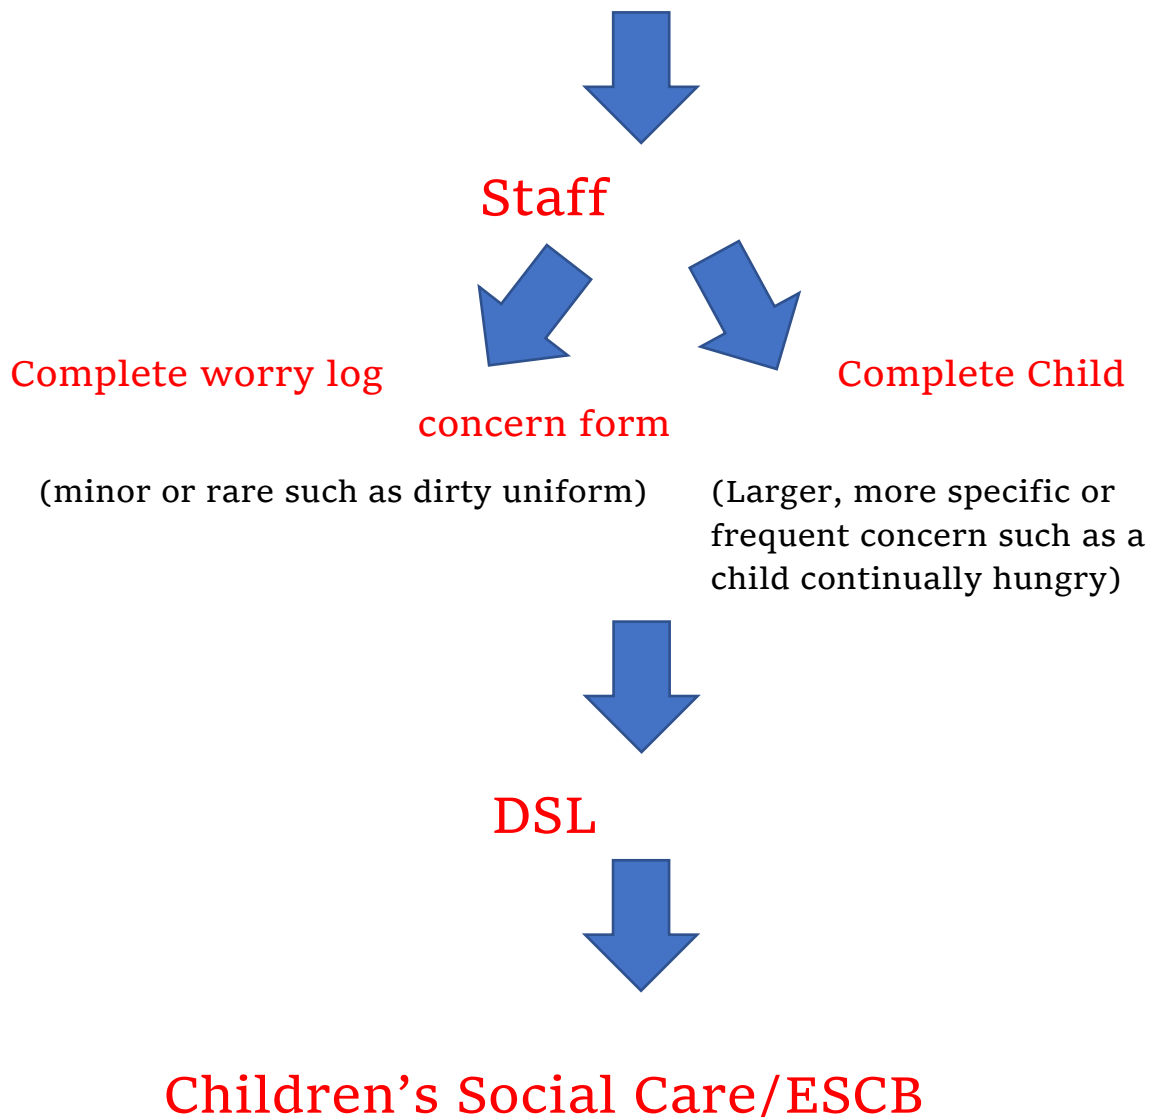 Staff
Complete worry log Complete Child
concern form
(minor or rare such as dirty uniform) (Larger, more specific or
frequent concern such as a
child continually hungry)
DSL
Children’s Social Care/ESCB